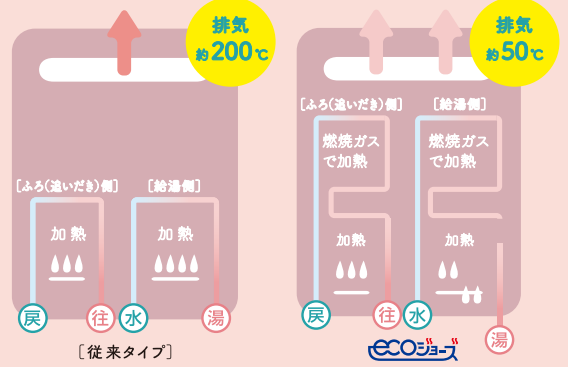 排気
約200℃
[ふろ(追いだき)側]
[給湯側]
加熱
加熱
戻
往
水
湯
[従来タイプ]
排気
約50℃
[ふろ(追いだき)側]
[給湯側]
燃焼ガス
で加熱
燃焼ガス
で加熱
加熱
加熱
戻
往
水
湯
ecoジョーズ